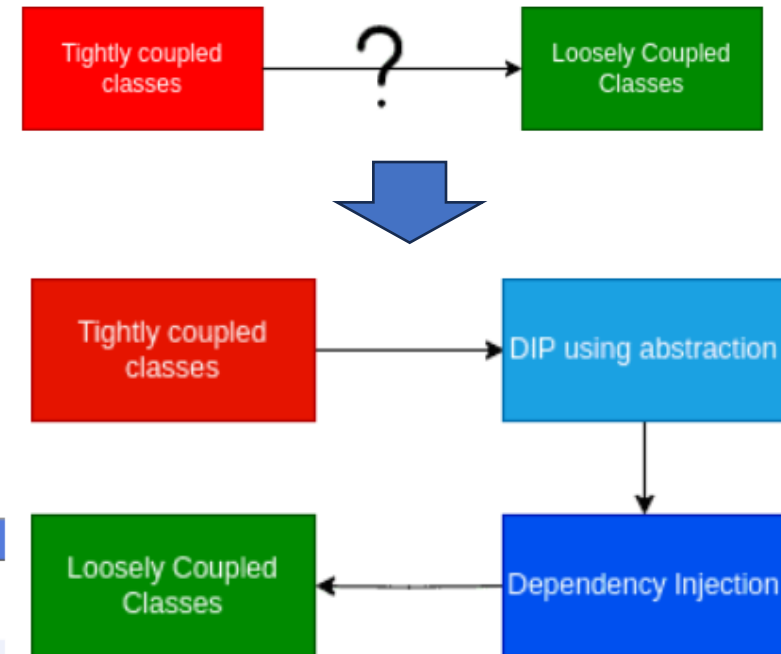 Tightly coupled
classes
?
Loosely Coupled
Classes
Tightly coupled
classes
DIP using abstraction
Loosely Coupled
Classes
Dependency Injection